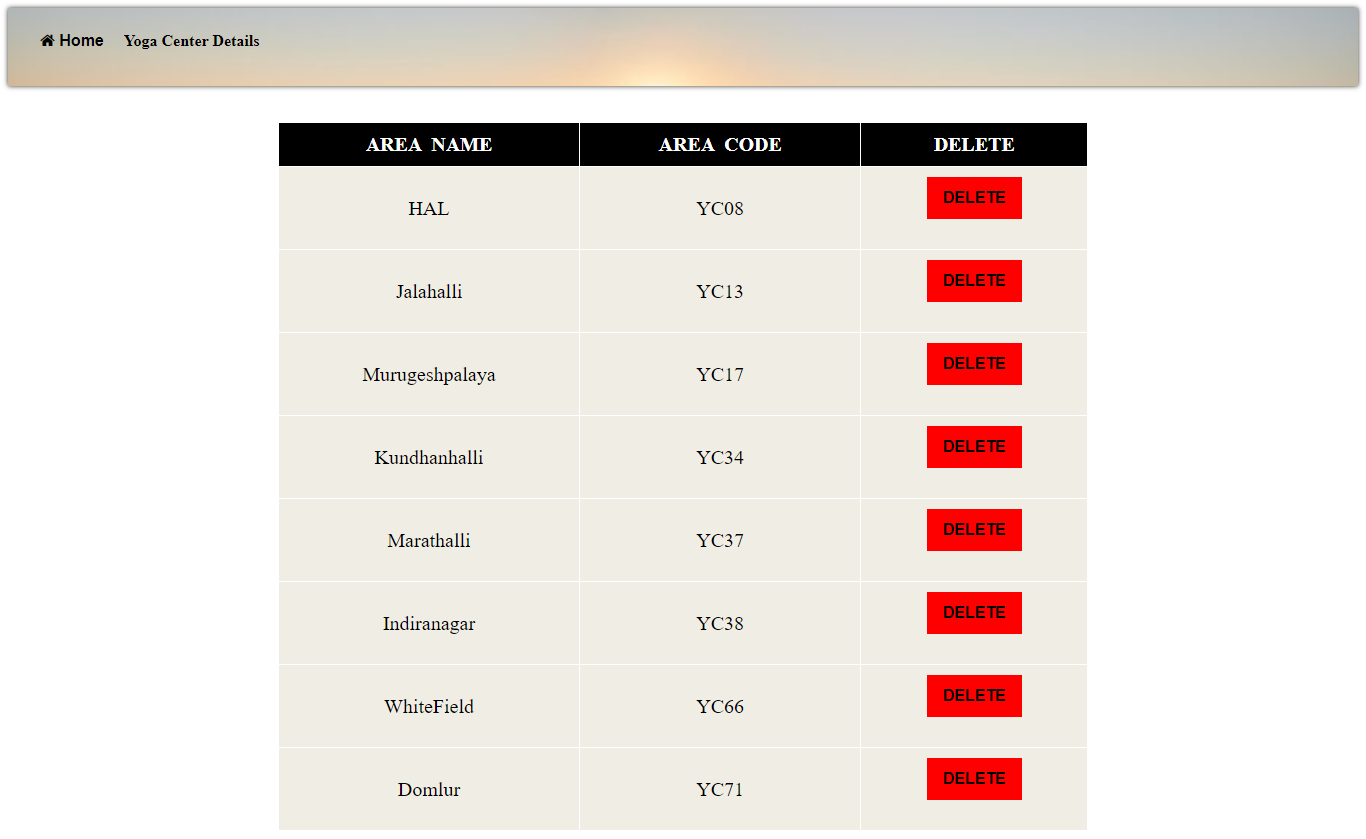 Home Yoga Center Details
AREA NAME AREA CODE DELETE
HAL YC08 DELETE
Jalahalli YC13 DELETE
Murugeshpalaya YC17 DELETE
Kundhanhalli YC34 DELETE
Marathalli YC37 DELETE
Indiranagar YC38 DELETE
WhiteField YC66 DELETE
Domlur YC71 DELETE